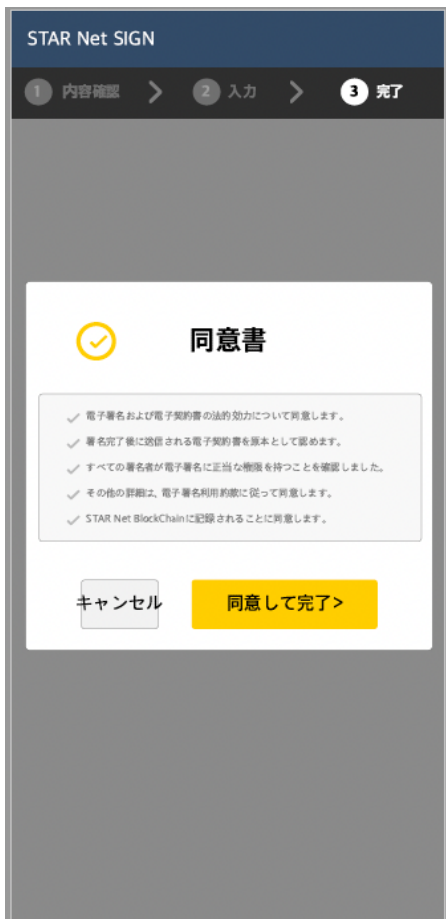 STAR Net SIGN
1 内容確認 > 2 入力 > 3 完了
同意書
電子署名および電子契約書の法的効力について同意します。
署名完了後に送信される電子契約書を原本として認めます。
すべての署名者が電子署名に正当な権限を持つことを確認しました。
その他の詳細は、電子署名利用約款に従って同意します。
STAR Net BlockChainに記録されることに同意します。
キャンセル
同意して完了>